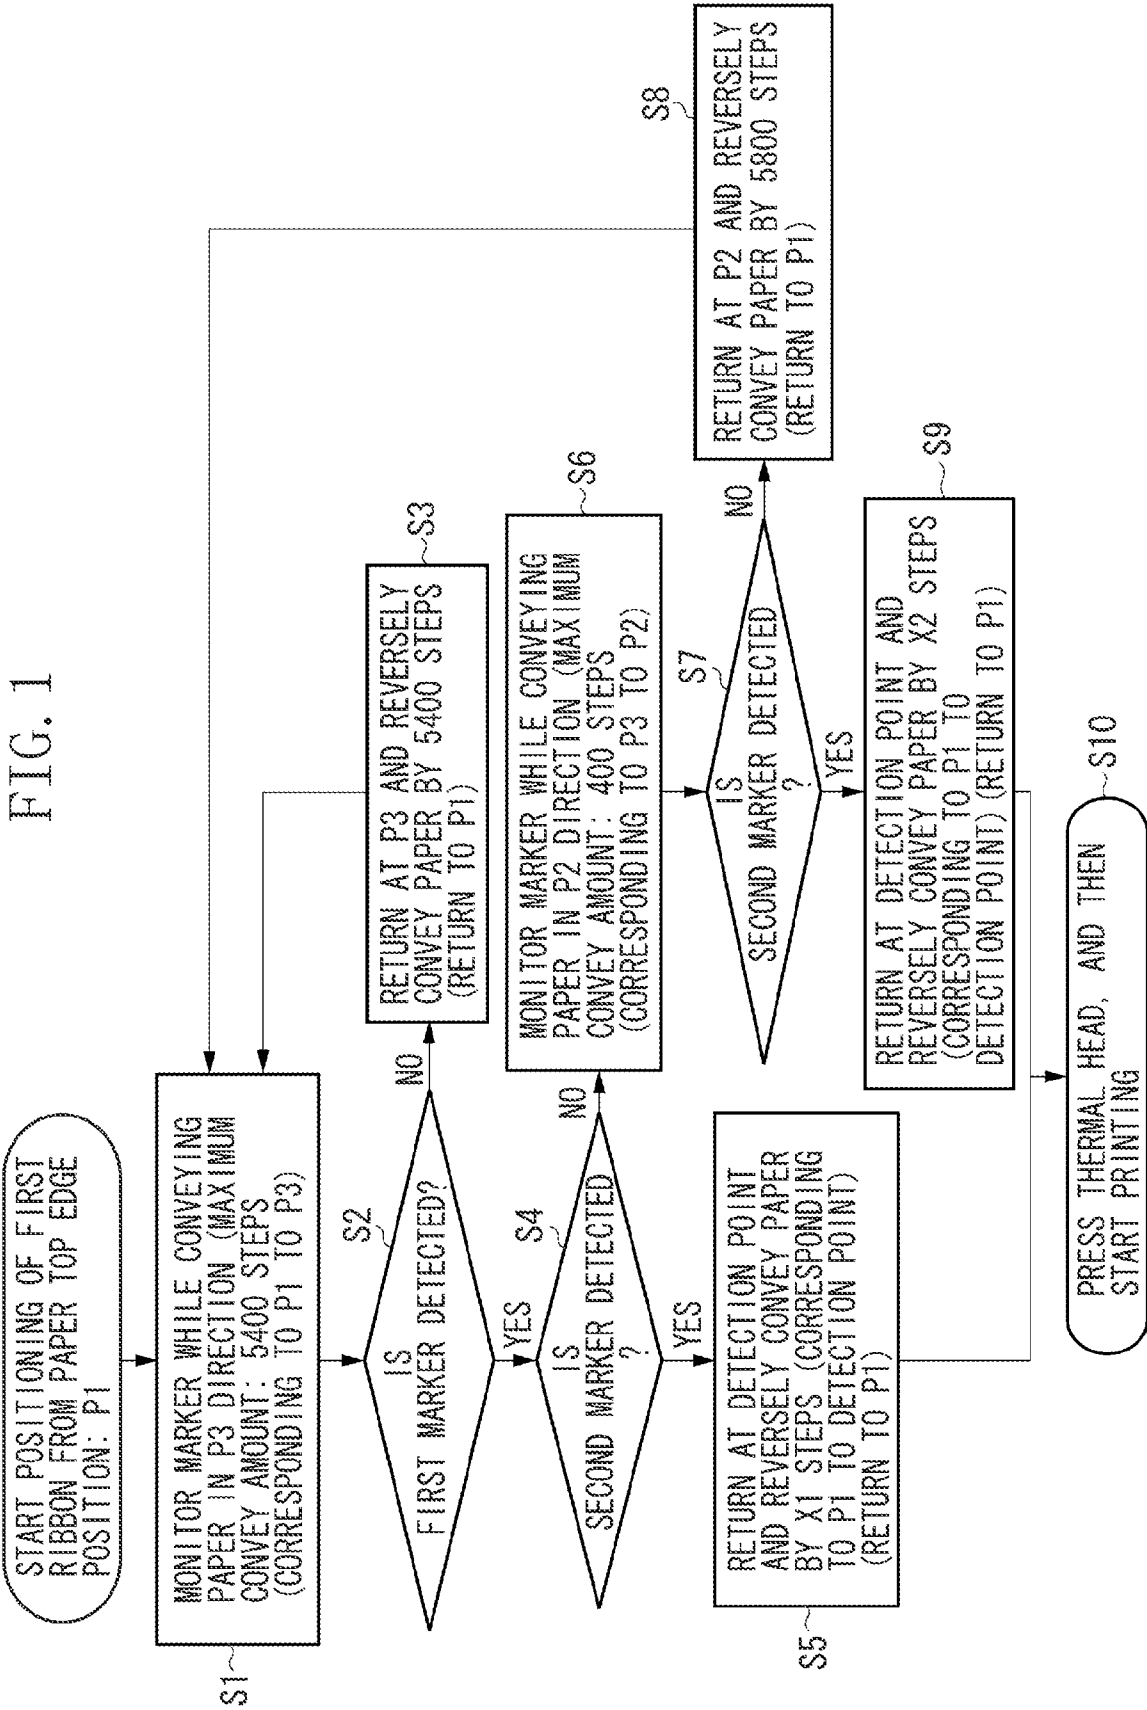 FIG. 1
START POSITIONING OF FIRST
RIBBON FROM PAPER TOP EDGE
POSITION: P1
S1
MONITOR MARKER WHILE CONVEYING
PAPER IN P3 DIRECTION (MAXIMUM
CONVEY AMOUNT: 5400 STEPS
(CORRESPONDING TO P1 TO P3)
S2
IS
FIRST MARKER DETECTED?
NO
YES
S3
RETURN AT P3 AND REVERSELY
CONVEY PAPER BY 5400 STEPS
(RETURN TO P1)
S4
IS
SECOND MARKER DETECTED
?
NO
YES
S5
RETURN AT DETECTION POINT
AND REVERSELY CONVEY PAPER
BY X1 STEPS (CORRESPONDING
TO P1 TO DETECTION POINT)
(RETURN TO P1)
S6
MONITOR MARKER WHILE CONVEYING
PAPER IN P2 DIRECTION (MAXIMUM
CONVEY AMOUNT: 400 STEPS
(CORRESPONDING TO P3 TO P2)
S7
IS
SECOND MARKER DETECTED
?
NO
YES
S8
RETURN AT P2 AND REVERSELY
CONVEY PAPER BY 5800 STEPS
(RETURN TO P1)
S9
RETURN AT DETECTION POINT AND
REVERSELY CONVEY PAPER BY X2 STEPS
(CORRESPONDING TO P1 TO
DETECTION POINT) (RETURN TO P1)
S10
PRESS THERMAL HEAD, AND THEN
START PRINTING